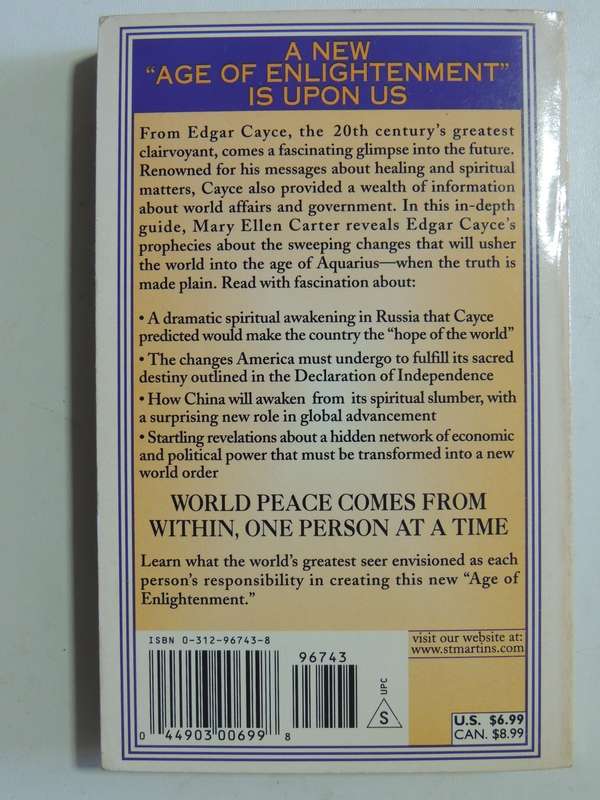 A NEW
"AGE OF ENLIGHTENMENT"
IS UPON US
From Edgar Cayce, the 20th century's greatest
clairvoyant, comes a fascinating glimpse into the future.
Renowned for his messages about healing and spiritual
matters, Cayce also provided a wealth of information
about world affairs and government. In this in-depth
guide, Mary Ellen Carter reveals Edgar Cayce's
prophecies about the sweeping changes that will usher
the world into the age of Aquarius—when the truth is
made plain. Read with fascination about:
• A dramatic spiritual awakening in Russia that Cayce
predicted would make the country the "hope of the world"
• The changes America must undergo to fulfill its sacred
destiny outlined in the Declaration of Independence
• How China will awaken from its spiritual slumber, with
a surprising new role in global advancement
• Startling revelations about a hidden network of economic
and political power that must be transformed into a new
world order
WORLD PEACE COMES FROM
WITHIN, ONE PERSON AT A TIME
Learn what the world's greatest seer envisioned as each
person's responsibility in creating this new "Age of
Enlightenment."
ISBN 0-312-96743-8
96743
UPC
S
0 44903 00699 8
visit our website at:
www.stmartins.com
U.S. $6.99
CAN. $8.99